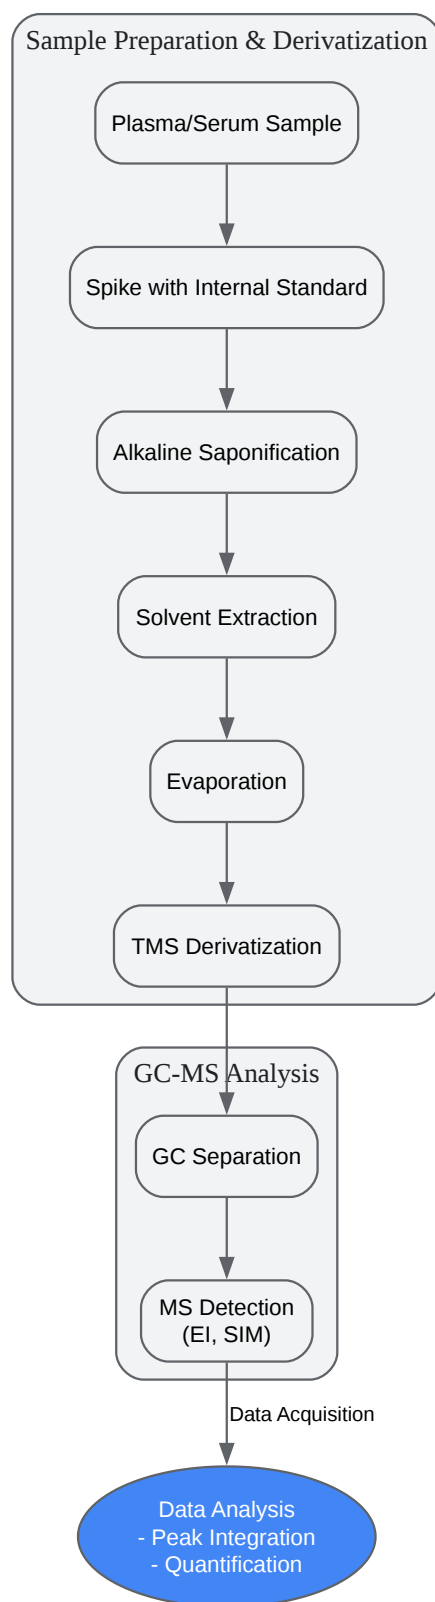 Sample Preparation & Derivatization
Plasma/Serum Sample
Spike with Internal Standard
Alkaline Saponification
Solvent Extraction
Evaporation
TMS Derivatization
GC-MS Analysis
GC Separation
MS Detection
(EI, SIM)
Data Acquisition
Data Analysis
- Peak Integration
- Quantification